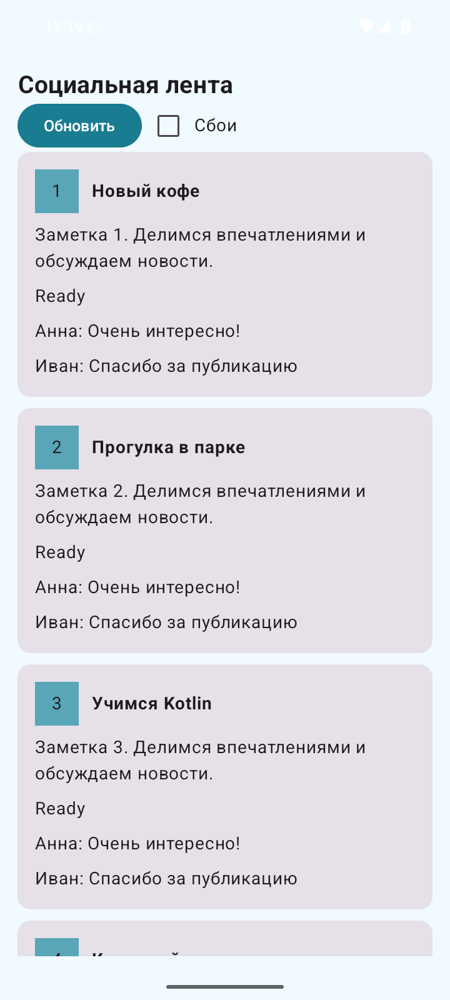 12:19
Социальная лента
Обновить
Сбои
1
Новый кофе
Заметка 1. Делимся впечатлениями и
обсуждаем новости.
Ready
Анна: Очень интересно!
Иван: Спасибо за публикацию
2
Прогулка в парке
Заметка 2. Делимся впечатлениями и
обсуждаем новости.
Ready
Анна: Очень интересно!
Иван: Спасибо за публикацию
3
Учимся Kotlin
Заметка 3. Делимся впечатлениями и
обсуждаем новости.
Ready
Анна: Очень интересно!
Иван: Спасибо за публикацию
4